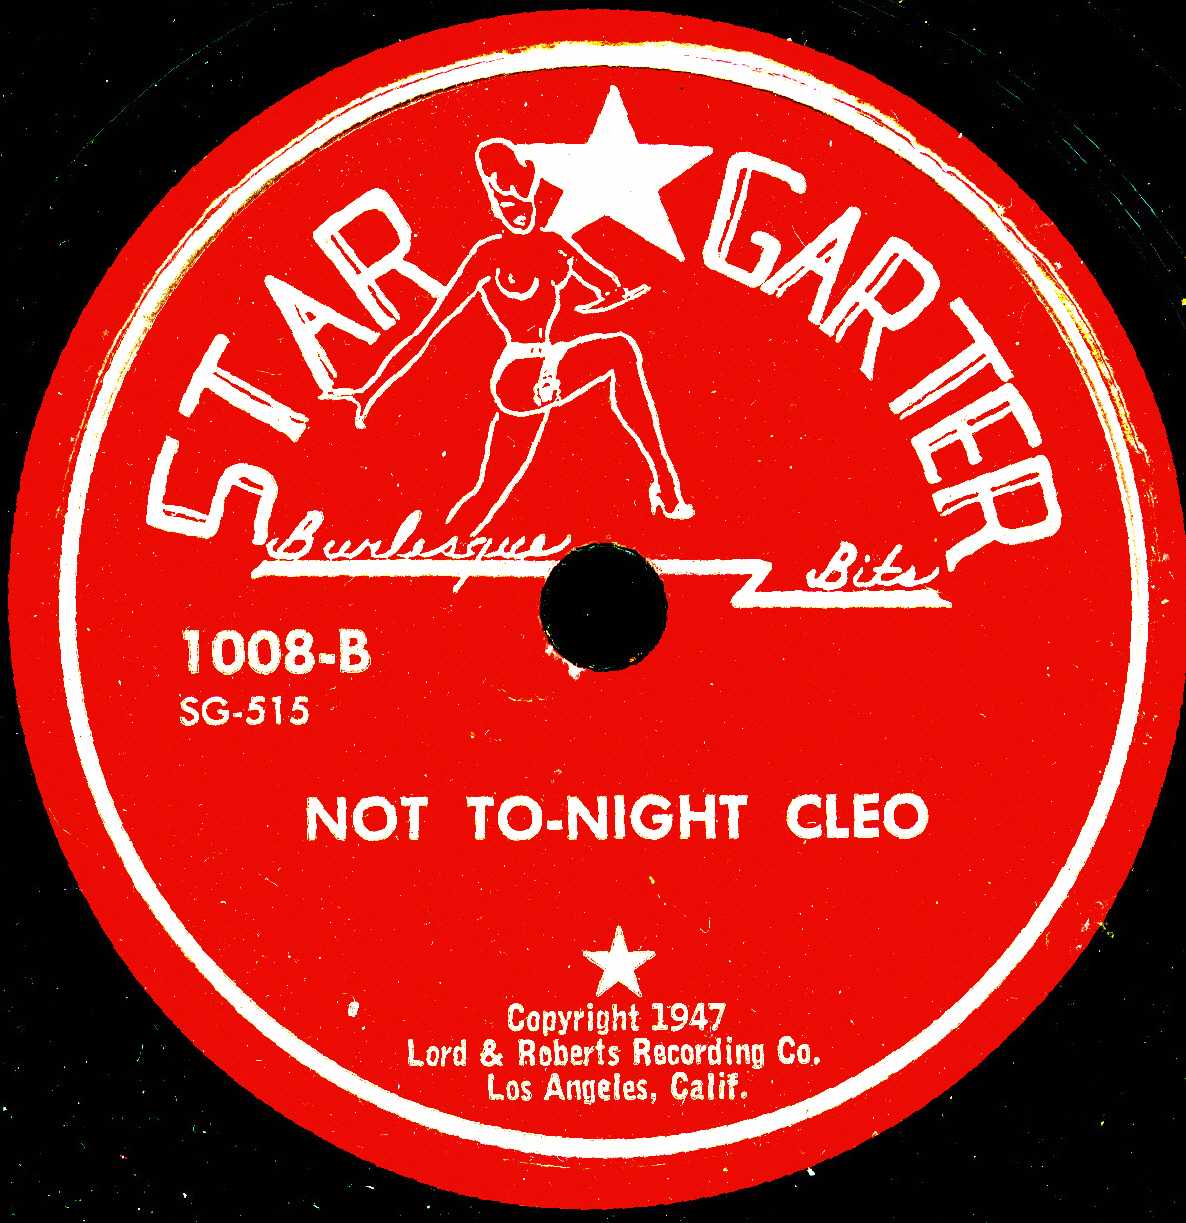 STAR GARTER
Burlesque Bits
1008-B
SG-515
NOT TO-NIGHT CLEO
Copyright 1947
Lord & Roberts Recording Co.
Los Angeles, Calif.